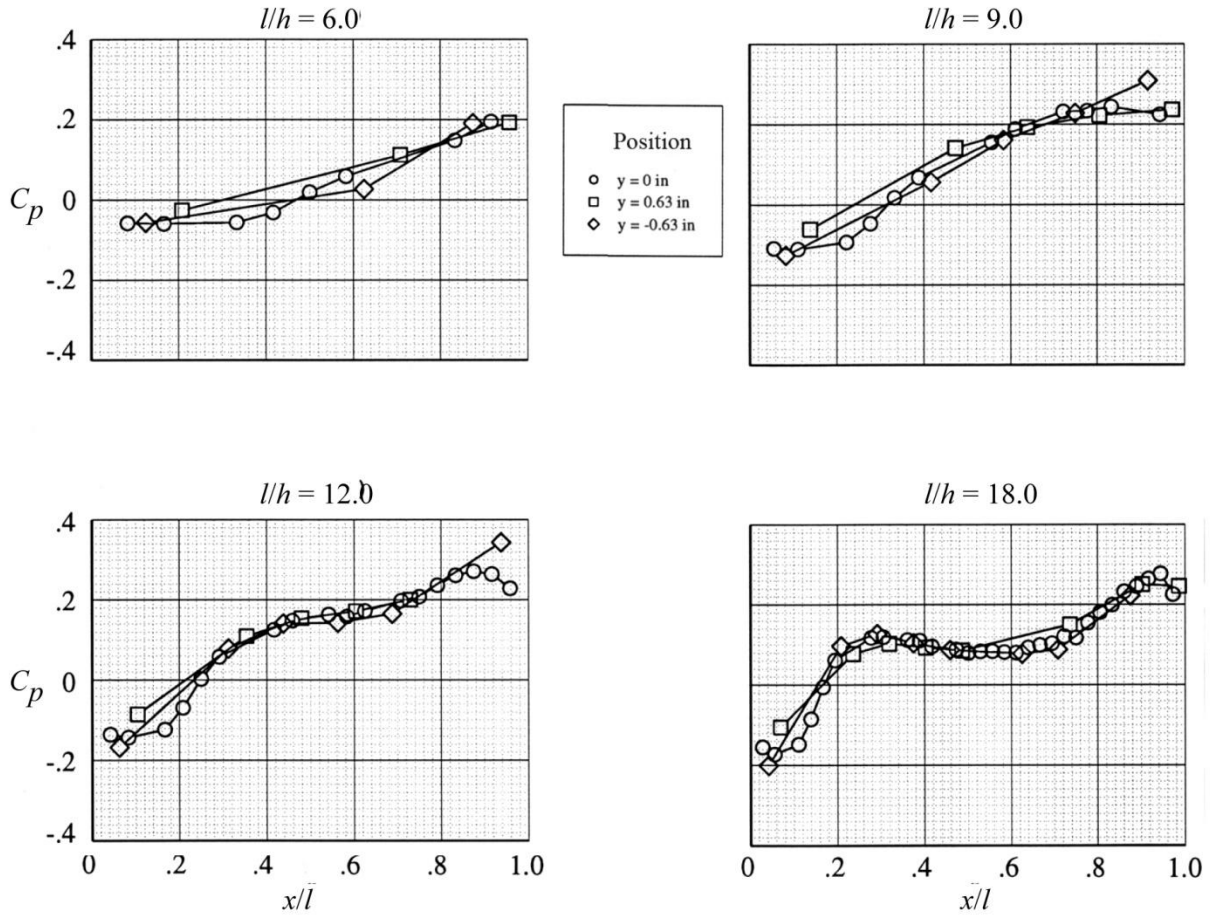 l/h = 6.0
l/h = 9.0
.4
.2
0
-.2
-.4
Cp
Position
y = 0 in
y = 0.63 in
y = -0.63 in
l/h = 12.0
l/h = 18.0
.4
.2
0
-.2
-.4
Cp
0 .2 .4 .6 .8 1.0
x/l
0 .2 .4 .6 .8 1.0
x/l